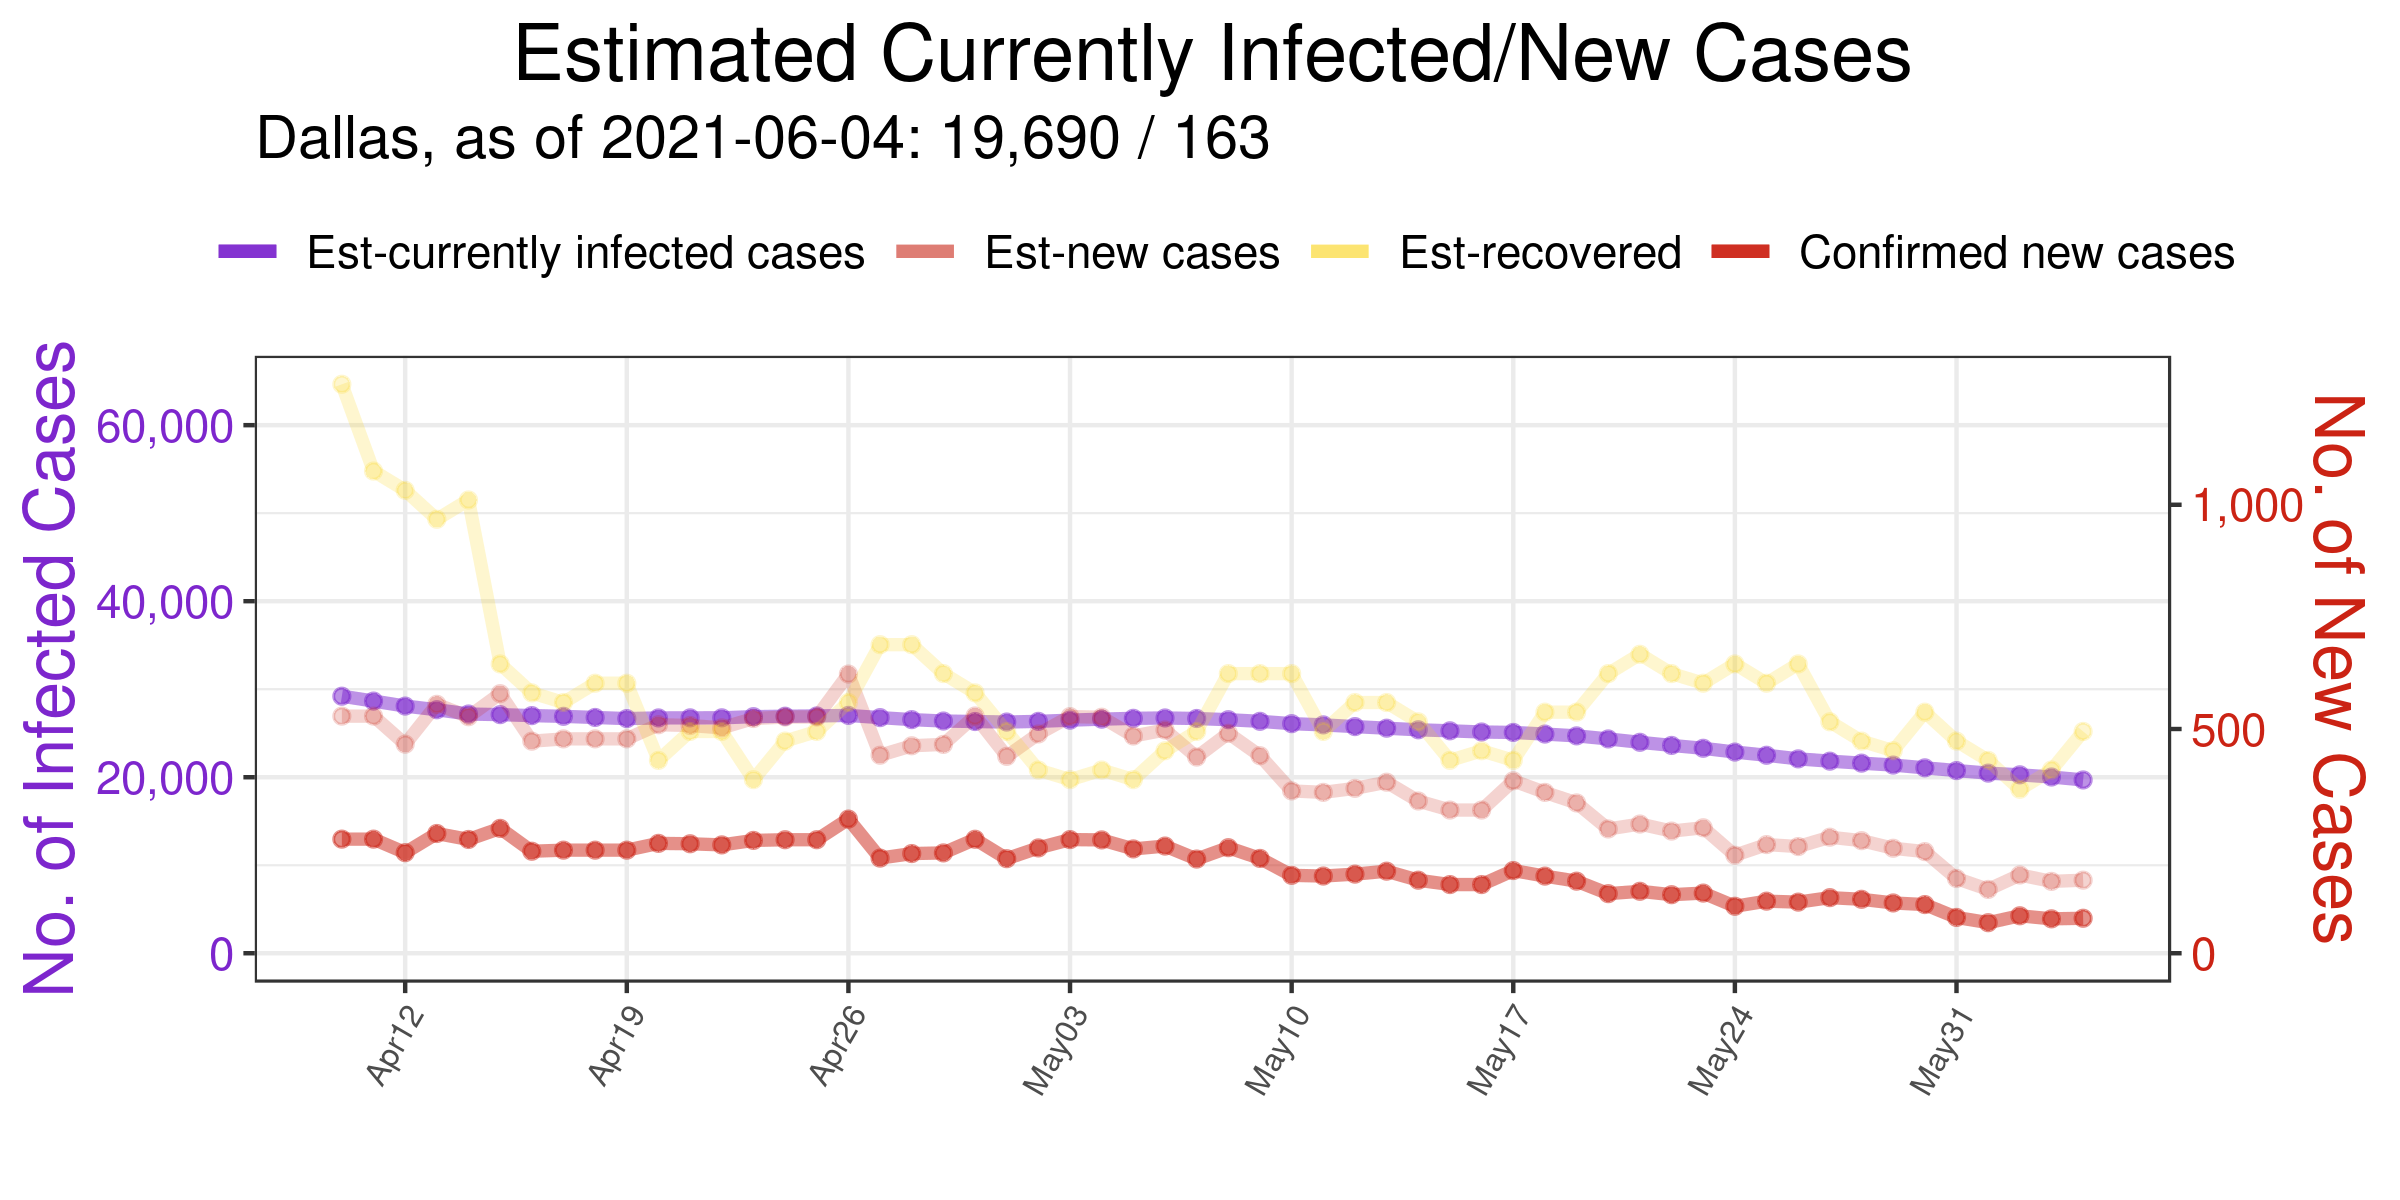 Estimated Currently Infected/New Cases
Dallas, as of 2021-06-04: 19,690 / 163
Est-currently infected cases Est-new cases Est-recovered Confirmed new cases
No. of Infected Cases
60,000
40,000
20,000
0
1,000
500
0
No. of New Cases
Apr12 Apr19 Apr26 May03 May10 May17 May24 May31